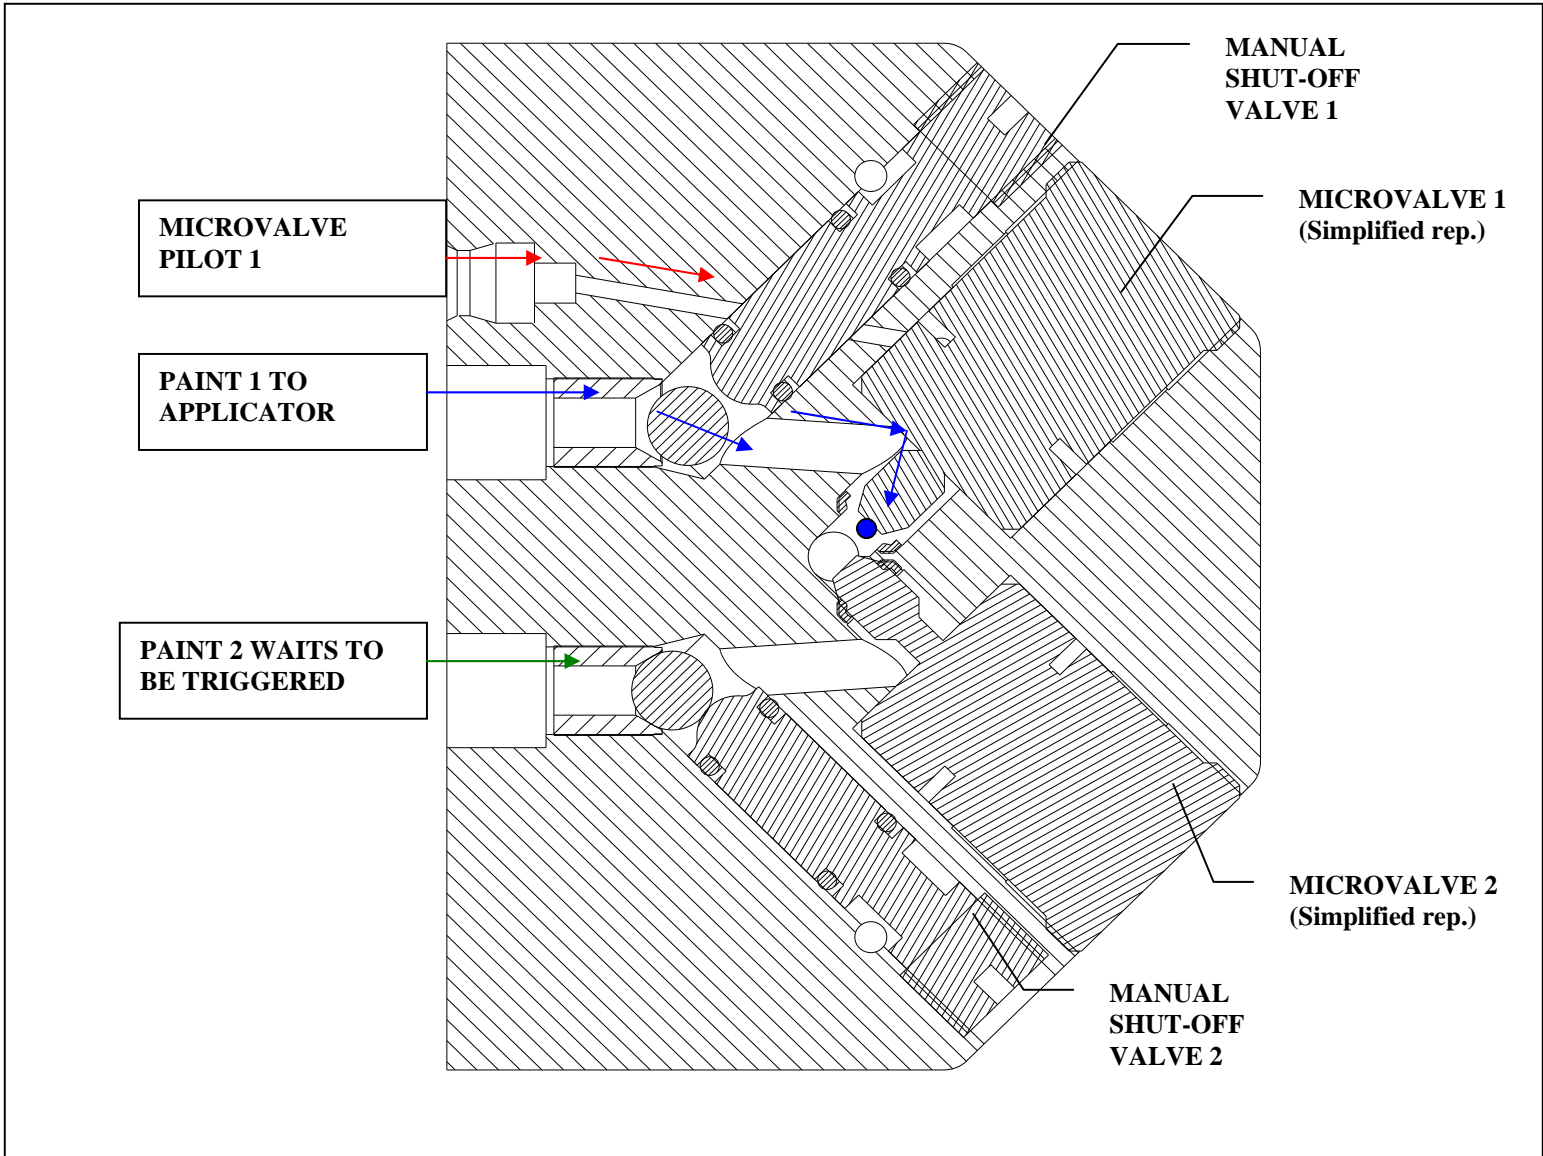 MANUAL
SHUT-OFF
VALVE 1
MICROVALVE 1
(Simplified rep.)
MICROVALVE
PILOT 1
PAINT 1 TO
APPLICATOR
PAINT 2 WAITS TO
BE TRIGGERED
MICROVALVE 2
(Simplified rep.)
MANUAL
SHUT-OFF
VALVE 2